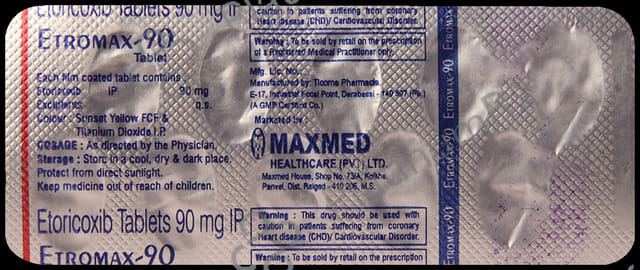 Etoricoxib Tablets 90 mg IP
ETROMAX-90
Tablet
Each film coated tablet contains :
Etoricoxib IP 90 mg
Excipients q.s.
Colour : Sunset Yellow FCF &
Titanium Dioxide I.P.
DOSAGE : As directed by the Physician.
Storage : Store in a cool, dry & dark place.
Protect from direct sunlight.
Keep medicine out of reach of children.
Etoricoxib Tablets 90 mg IP
ETROMAX-90
caution in patients suffering from coronary
Heart disease (CHD)/ Cardiovascular Disorder.
Warning : To be sold by retail on the prescription
of a Registered Medical Practitioner only.
Mfg. Lic. No.:
Manufactured by: Ticoma Pharmacia,
E-17, Industrial Focal Point, Derabassi - 140 507 (Pb.)
(A GMP Certified Co.)
Marketed by :
MAXMED
HEALTHCARE (PVT.) LTD.
Maxmed House, Shop No. 73/A, Kolkhe,
Panvel, Dist. Raigad - 410 206, M.S.
Warning : This drug should be used with
caution in patients suffering from coronary
Heart disease (CHD)/ Cardiovascular Disorder.
Warning : To be sold by retail on the prescription
ETROMAX-90
ETROMAX-90
ETROMAX-90
ETROMAX-90